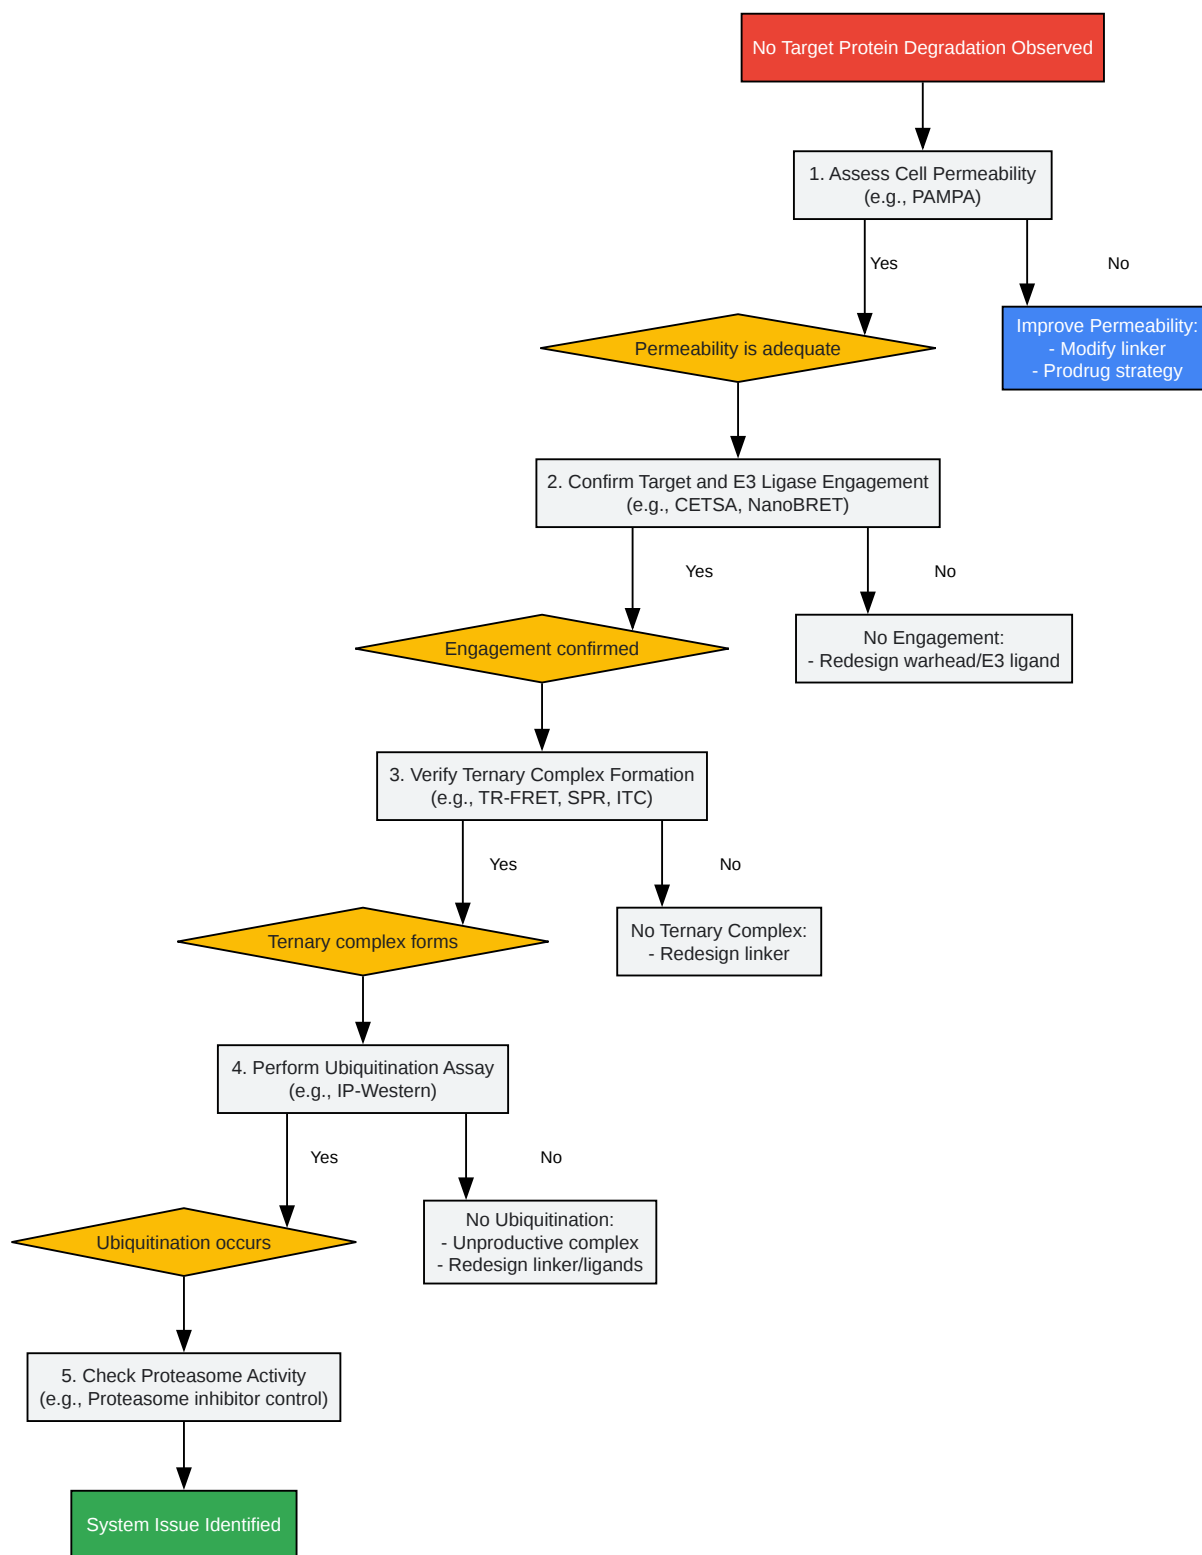 No Target Protein Degradation Observed
1. Assess Cell Permeability
(e.g., PAMPA)
Yes
No
Improve Permeability:
- Modify linker
- Prodrug strategy
Permeability is adequate
2. Confirm Target and E3 Ligase Engagement
(e.g., CETSA, NanoBRET)
Yes
No
No Engagement:
- Redesign warhead/E3 ligand
Engagement confirmed
3. Verify Ternary Complex Formation
(e.g., TR-FRET, SPR, ITC)
Yes
No
No Ternary Complex:
- Redesign linker
Ternary complex forms
4. Perform Ubiquitination Assay
(e.g., IP-Western)
Yes
No
No Ubiquitination:
- Unproductive complex
- Redesign linker/ligands
Ubiquitination occurs
5. Check Proteasome Activity
(e.g., Proteasome inhibitor control)
System Issue Identified